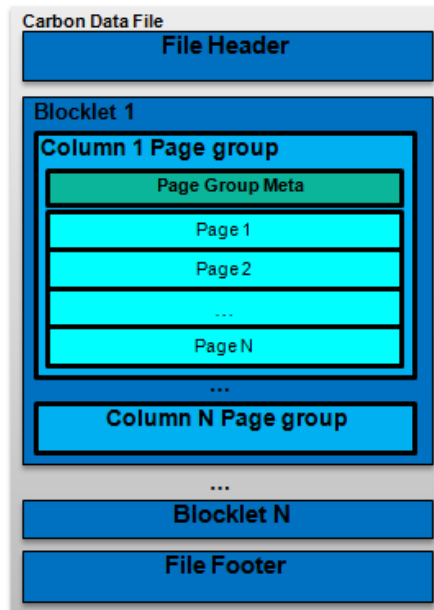 Carbon Data File
File Header
Blocklet 1
Column 1 Page group
Page Group Meta
Page 1
Page 2
...
Page N
...
Column N Page group
...
Blocklet N
File Footer